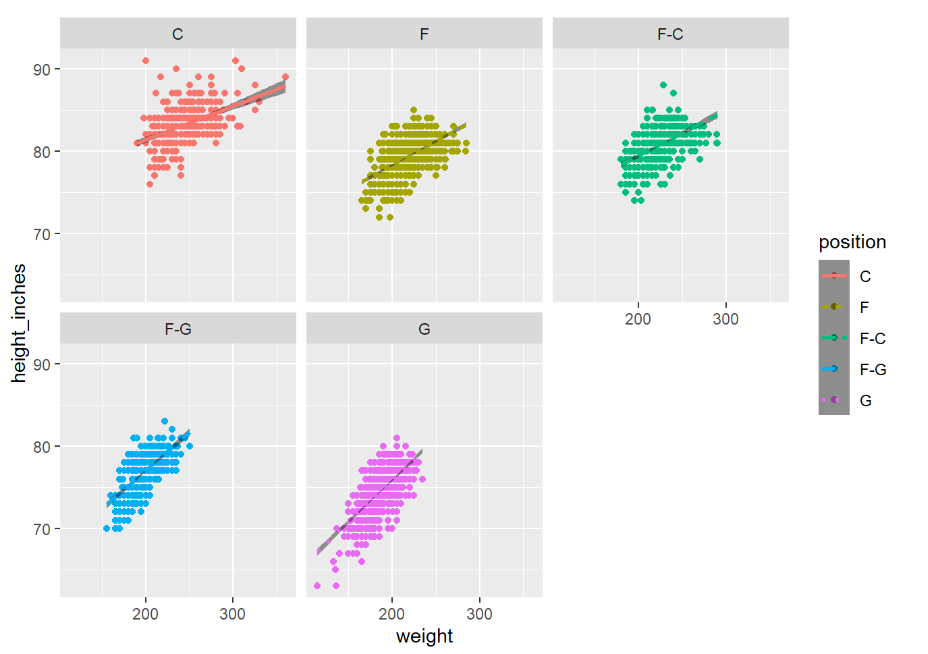 C F F-C
90
80
70
200 300
F-G G
90
80
70
200 300 200 300
height_inches
weight
position
C
F
F-C
F-G
G